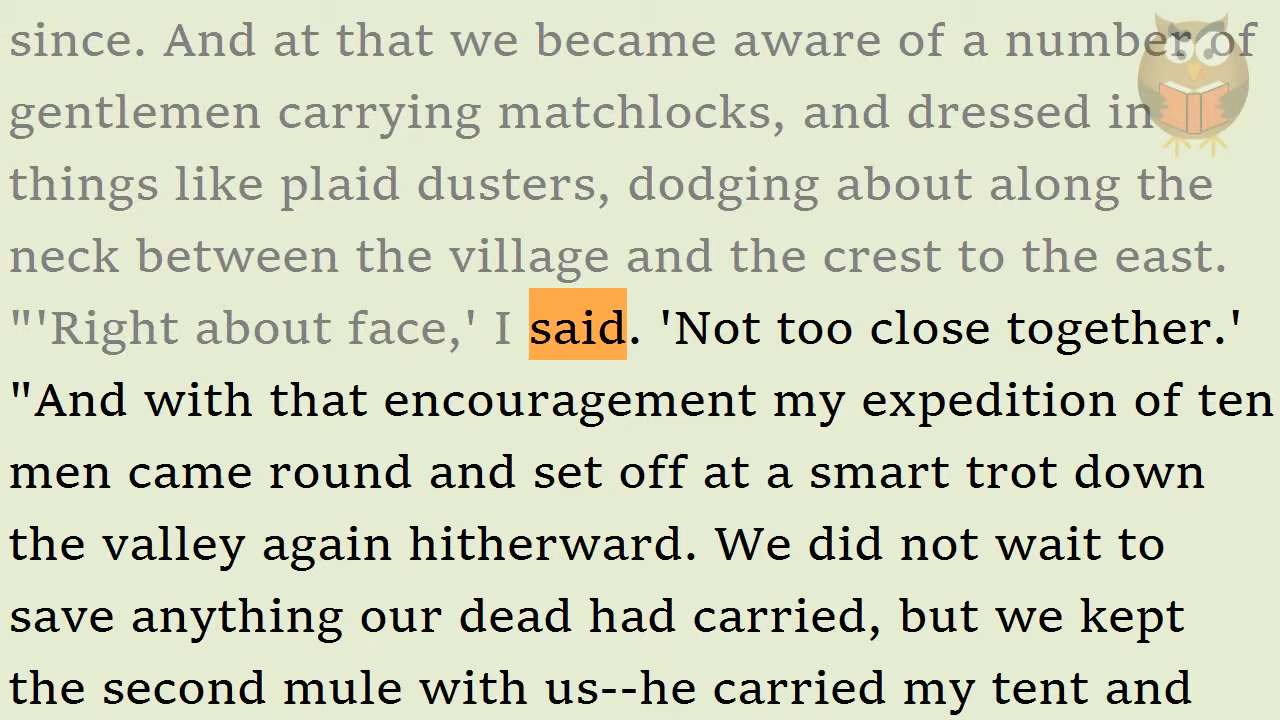 since. And at that we became aware of a number of
gentlemen carrying matchlocks, and dressed in
things like plaid dusters, dodging about along the
neck between the village and the crest to the east.
"'Right about face,' I said. 'Not too close together.'
"And with that encouragement my expedition of ten
men came round and set off at a smart trot down
the valley again hitherward. We did not wait to
save anything our dead had carried, but we kept
the second mule with us--he carried my tent and